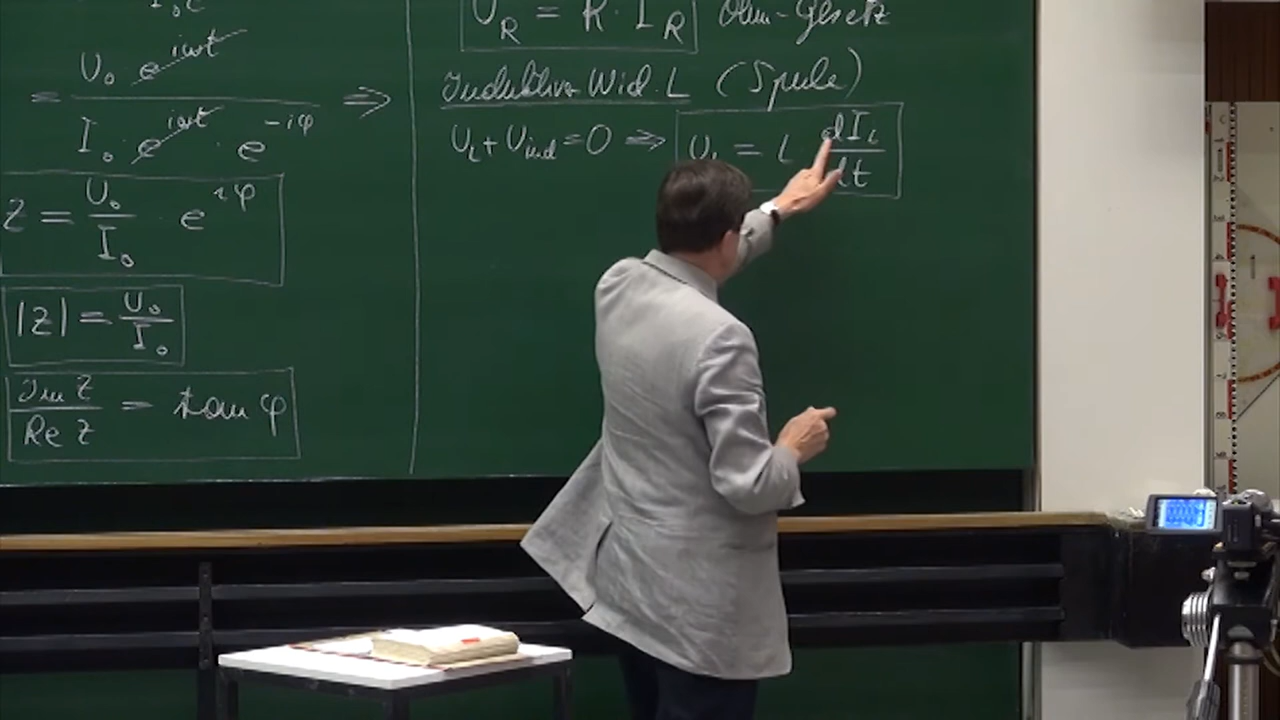 I₀ e
= U₀ e^{iωt} / I₀ e^{iωt} e^{-iφ} ⇒
z = U₀/I₀ · e^{iφ}
|z| = U₀/I₀
Im z / Re z = tan φ
U_R = R · I_R Ohm-Gesetz
Induktiver Wid. L (Spule)
U_L + U_ind = 0 ⇒ U_L = L dI_L/dt